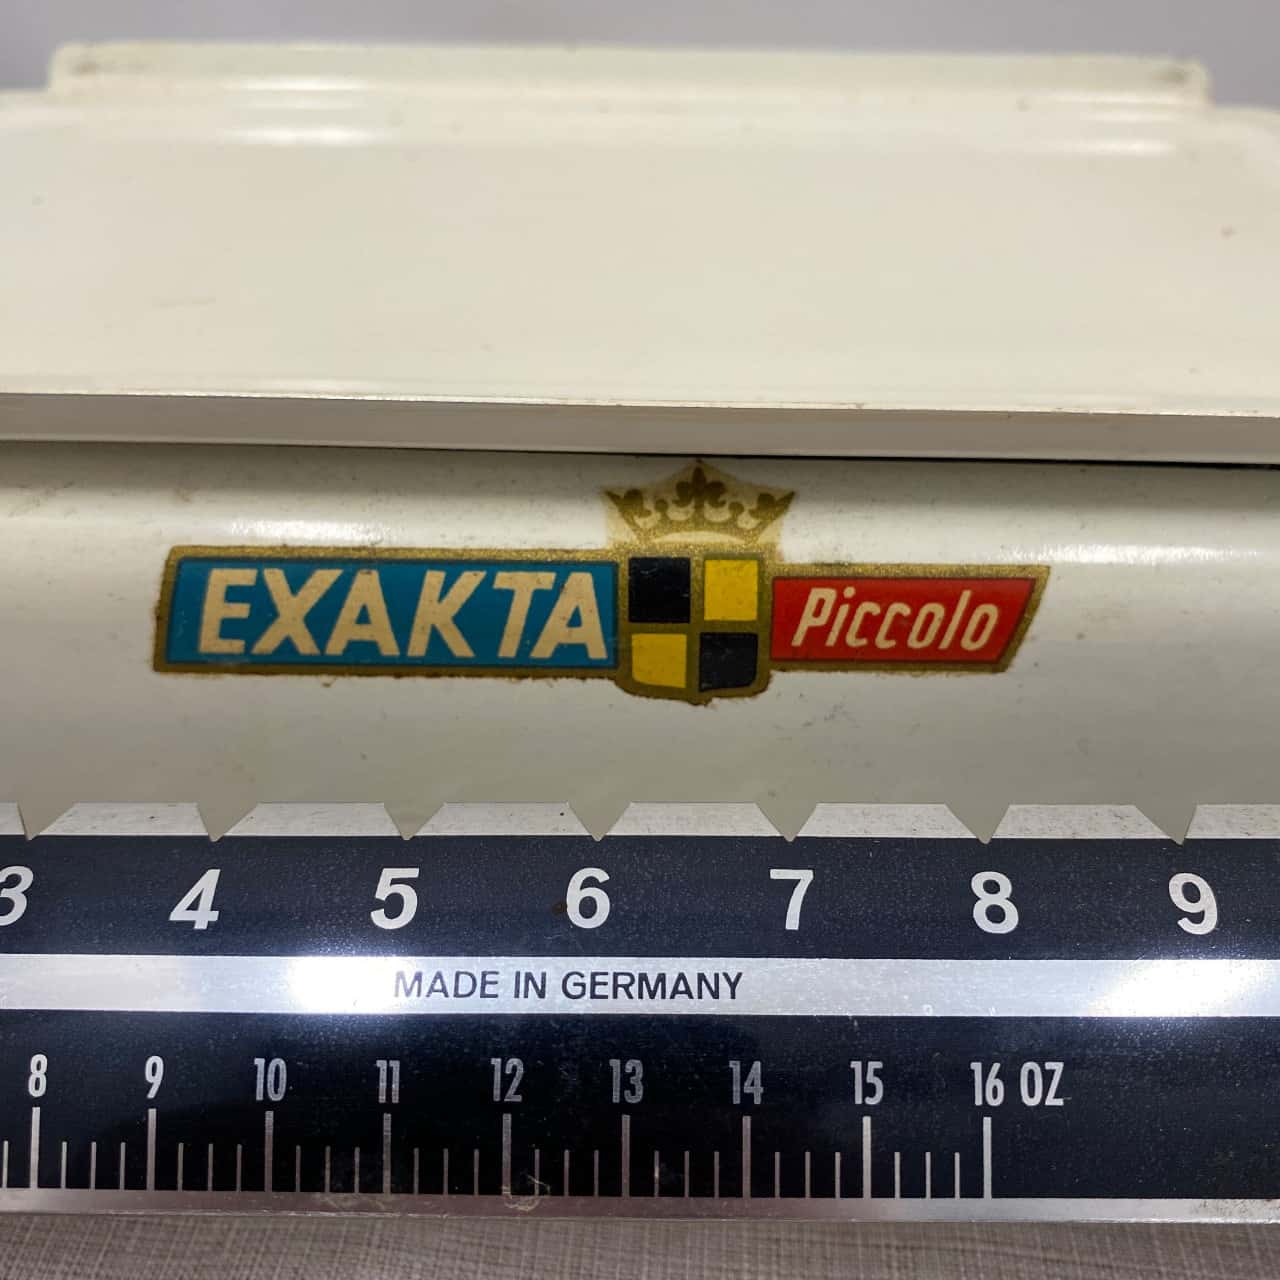 EXAKTA Piccolo
3 4 5 6 7 8 9
MADE IN GERMANY
8 9 10 11 12 13 14 15 16 OZ